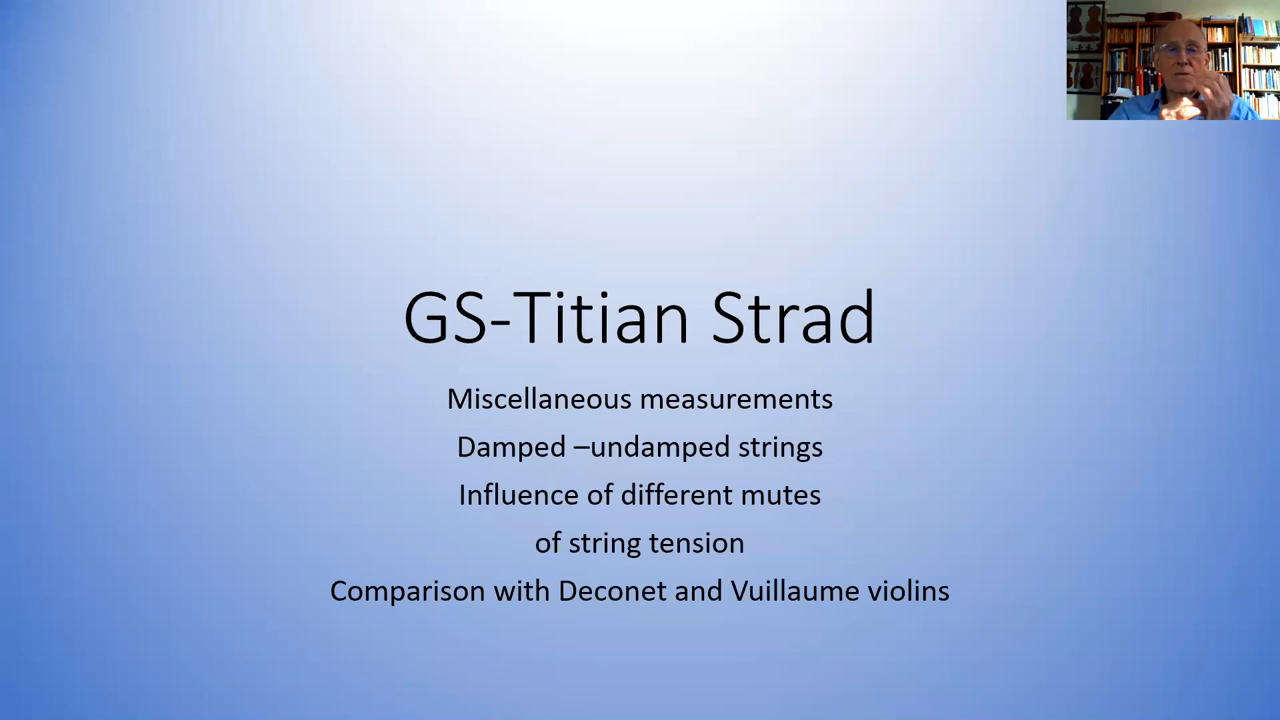 GS-Titian Strad
Miscellaneous measurements
Damped –undamped strings
Influence of different mutes
of string tension
Comparison with Deconet and Vuillaume violins